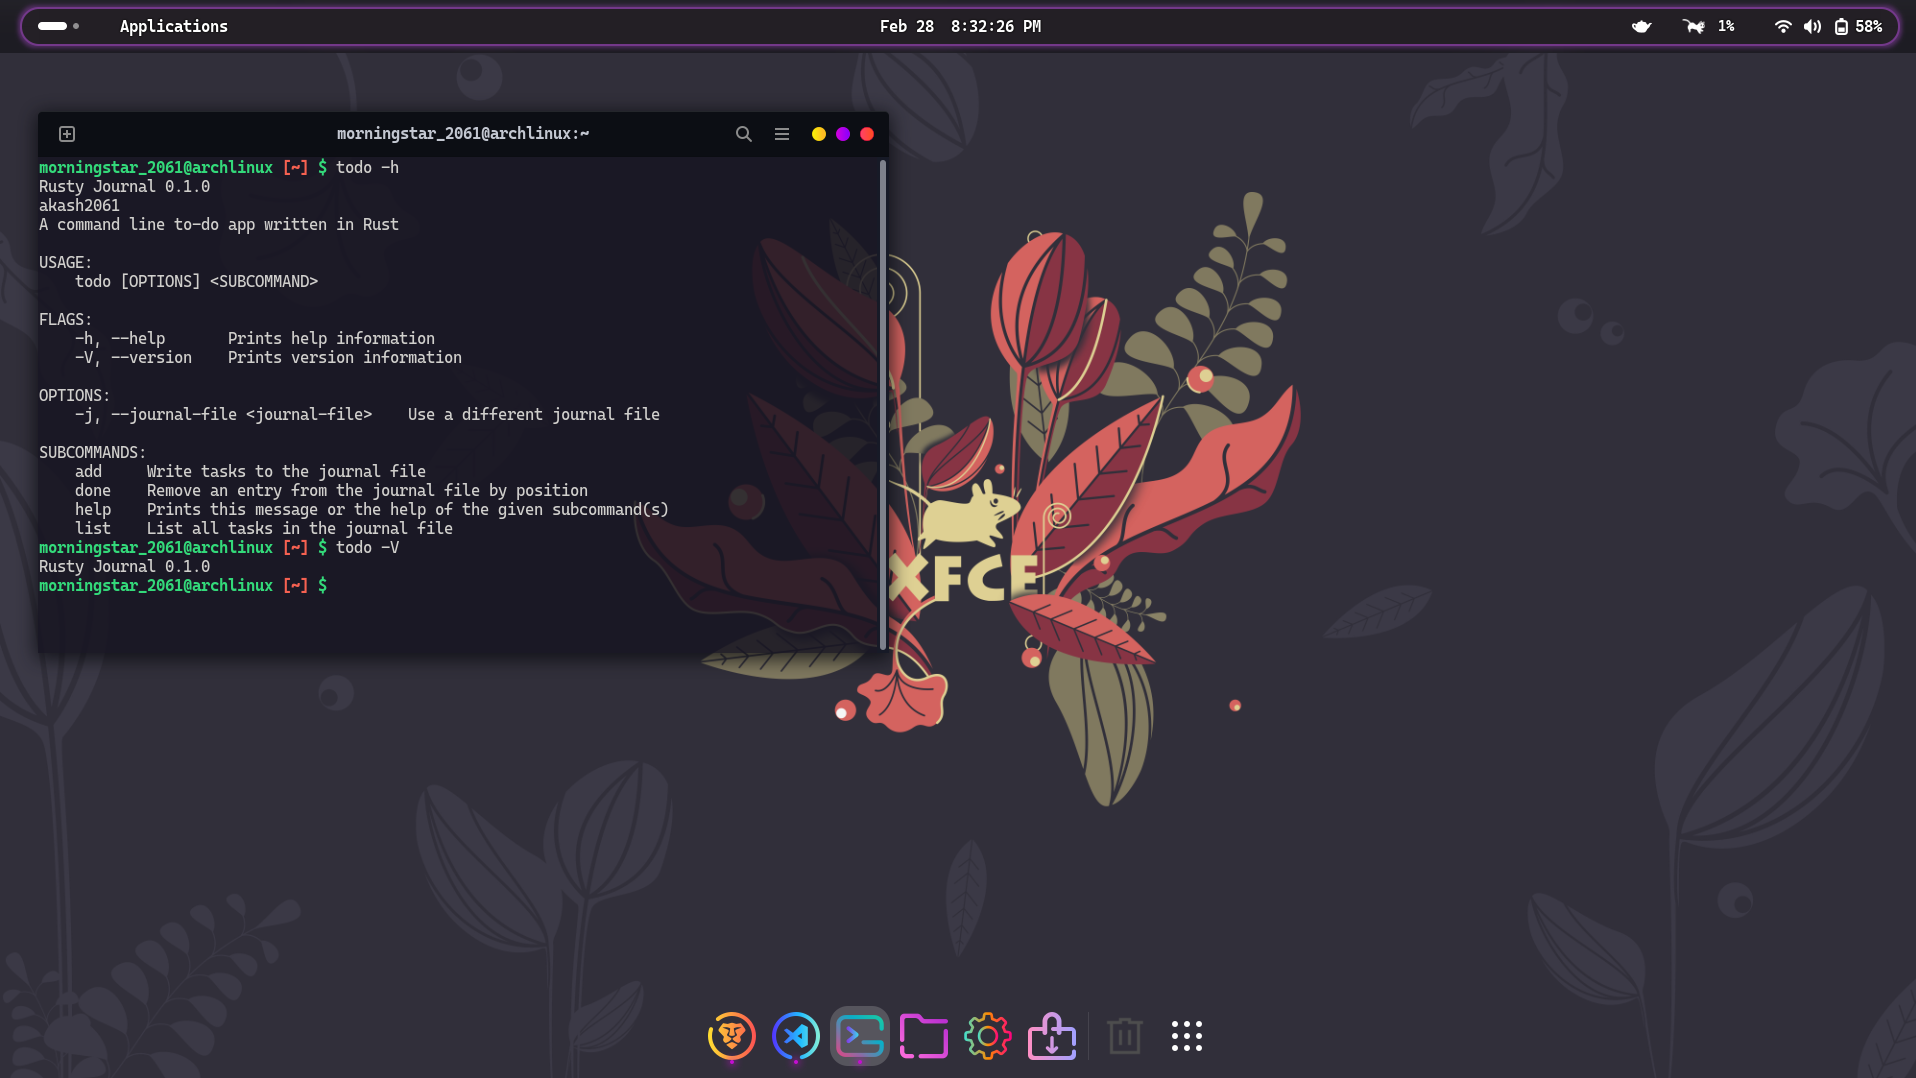 Applications
Feb 28  8:32:26 PM
1%
58%
morningstar_2061@archlinux:~
morningstar_2061@archlinux [~] $ todo -h
Rusty Journal 0.1.0
akash2061
A command line to-do app written in Rust
USAGE:
    todo [OPTIONS] <SUBCOMMAND>
FLAGS:
    -h, --help       Prints help information
    -V, --version    Prints version information
OPTIONS:
    -j, --journal-file <journal-file>    Use a different journal file
SUBCOMMANDS:
    add     Write tasks to the journal file
    done    Remove an entry from the journal file by position
    help    Prints this message or the help of the given subcommand(s)
    list    List all tasks in the journal file
morningstar_2061@archlinux [~] $ todo -V
Rusty Journal 0.1.0
morningstar_2061@archlinux [~] $
XFCE